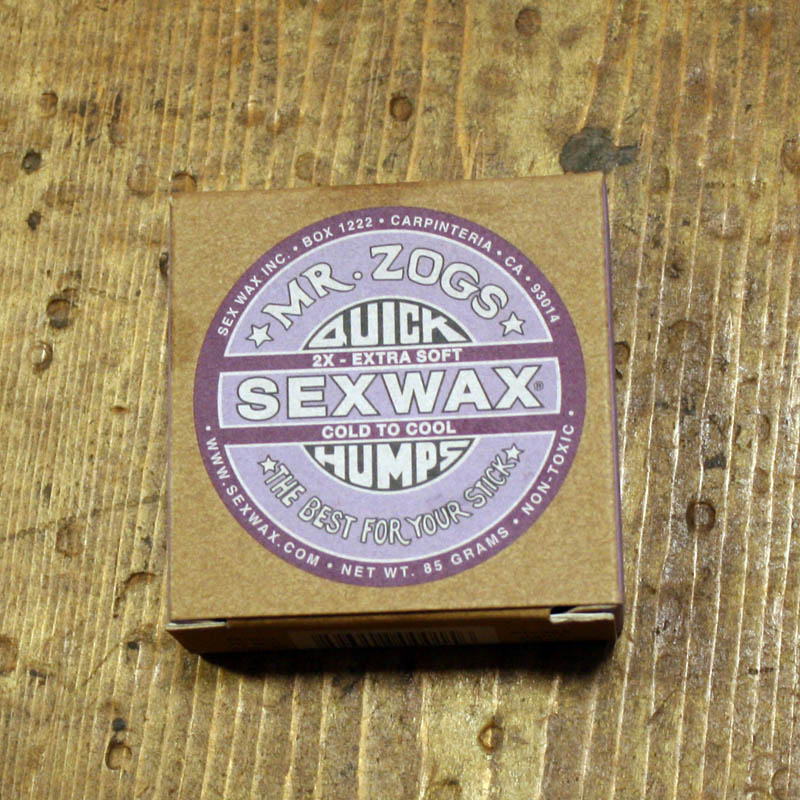 SEX WAX INC. • BOX 1222 • CARPINTERIA • CA • 93014
MR. ZOGS
QUICK
2X - EXTRA SOFT
SEXWAX®
COLD TO COOL
HUMPS
THE BEST FOR YOUR STICK
• WWW.SEXWAX.COM • NET WT. 85 GRAMS • NON-TOXIC •